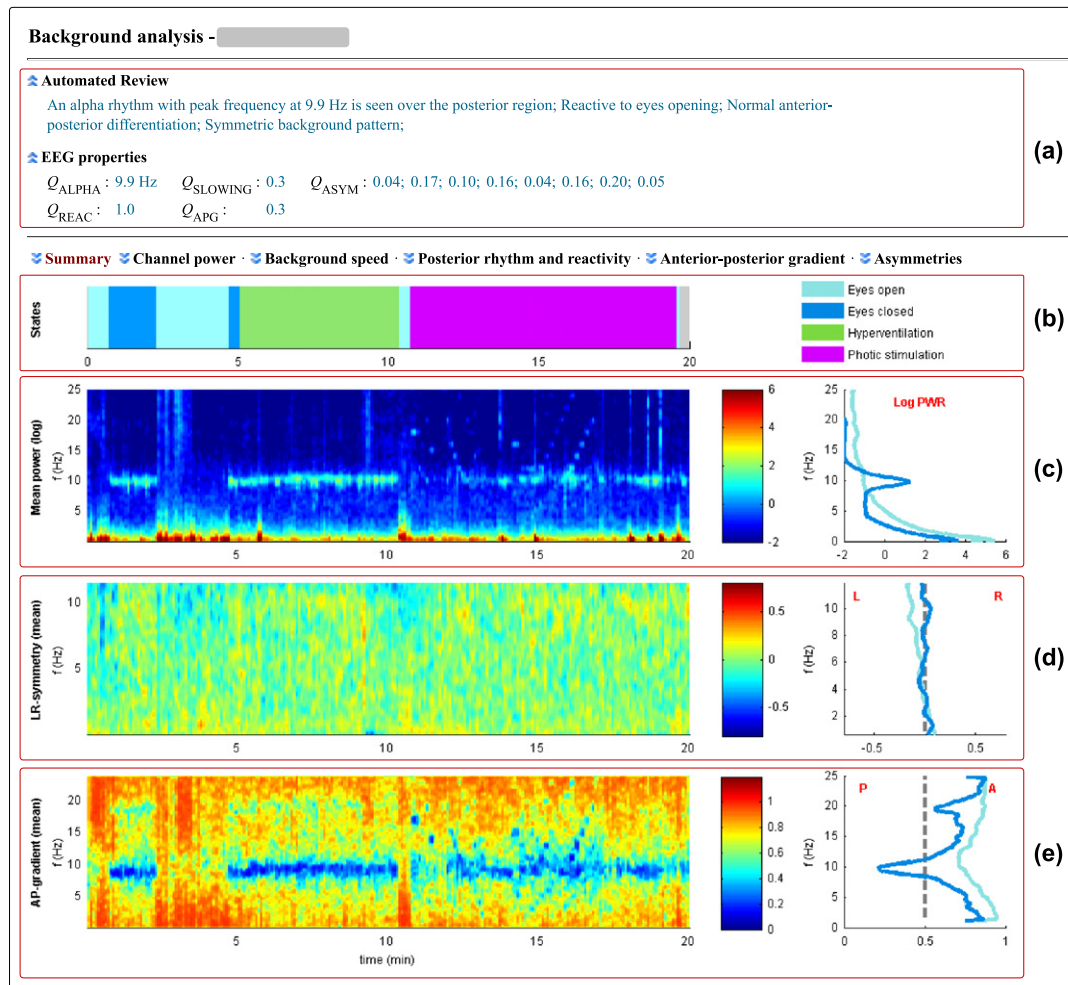 Background analysis -
Automated Review
An alpha rhythm with peak frequency at 9.9 Hz is seen over the posterior region; Reactive to eyes opening; Normal anterior-
posterior differentiation; Symmetric background pattern;
EEG properties
Q_ALPHA : 9.9 Hz Q_SLOWING : 0.3 Q_ASYM : 0.04; 0.17; 0.10; 0.16; 0.04; 0.16; 0.20; 0.05
Q_REAC : 1.0 Q_APG : 0.3
(a)
Summary Channel power · Background speed · Posterior rhythm and reactivity · Anterior-posterior gradient · Asymmetries
States
0 5 10 15 20
Eyes open
Eyes closed
Hyperventilation
Photic stimulation
(b)
Mean power (log)
f (Hz)
25
20
15
10
5
5 10 15 20
6
4
2
0
-2
Log PWR
f (Hz)
25
20
15
10
5
0
-2 0 2 4 6
(c)
LR-symmetry (mean)
f (Hz)
10
5
5 10 15 20
0.5
0
-0.5
L R
f (Hz)
10
8
6
4
2
-0.5 0.5
(d)
AP-gradient (mean)
f (Hz)
20
15
10
5
5 10 15 20
time (min)
1
0.8
0.6
0.4
0.2
0
P A
f (Hz)
25
20
15
10
5
0
0 0.5 1
(e)